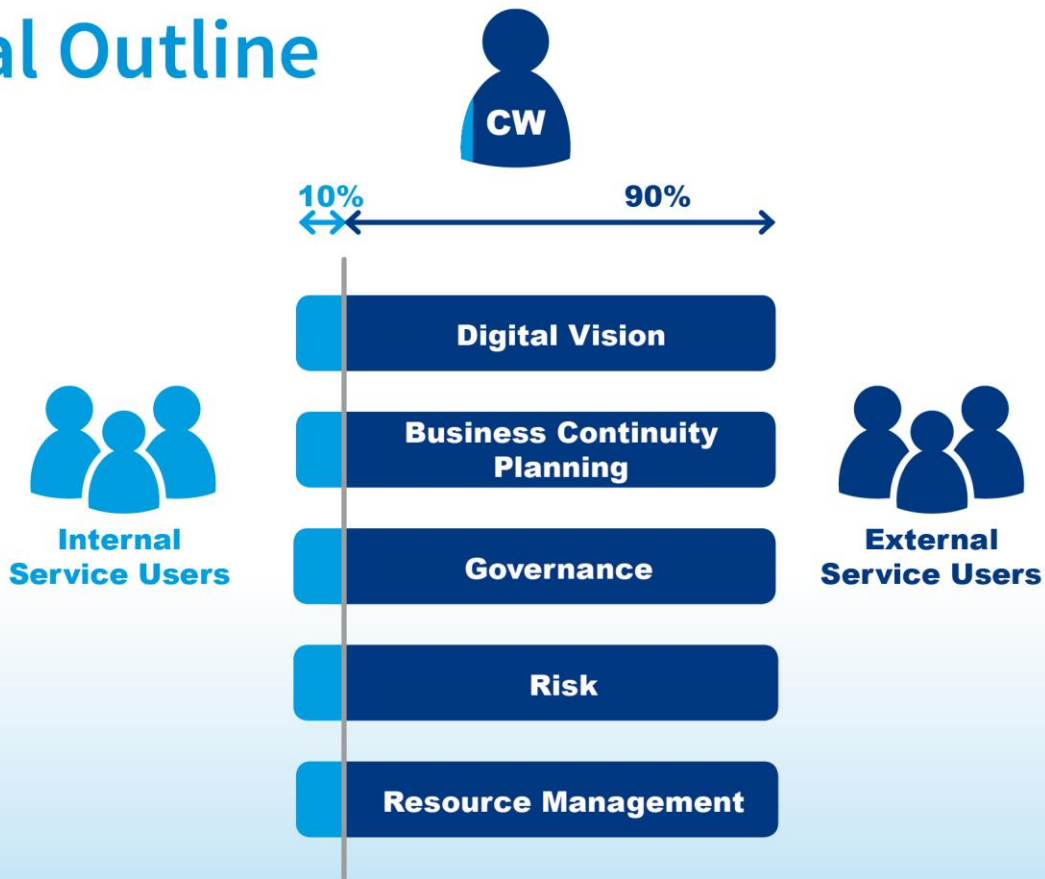 al Outline
CW
10%
90%
Digital Vision
Business Continuity
Planning
Internal
Service Users
Governance
External
Service Users
Risk
Resource Management